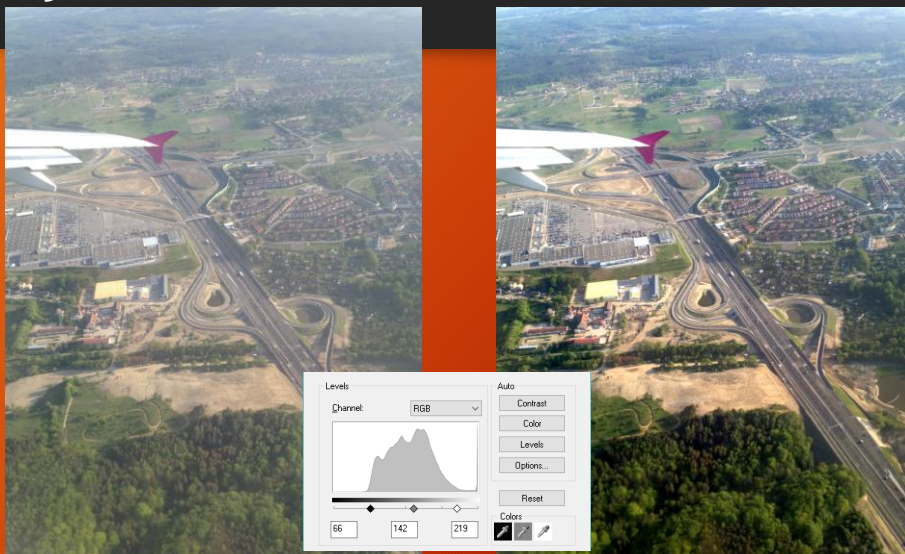 Levels
Channel:
RGB
66
142
219
Auto
Contrast
Color
Levels
Options...
Reset
Colors